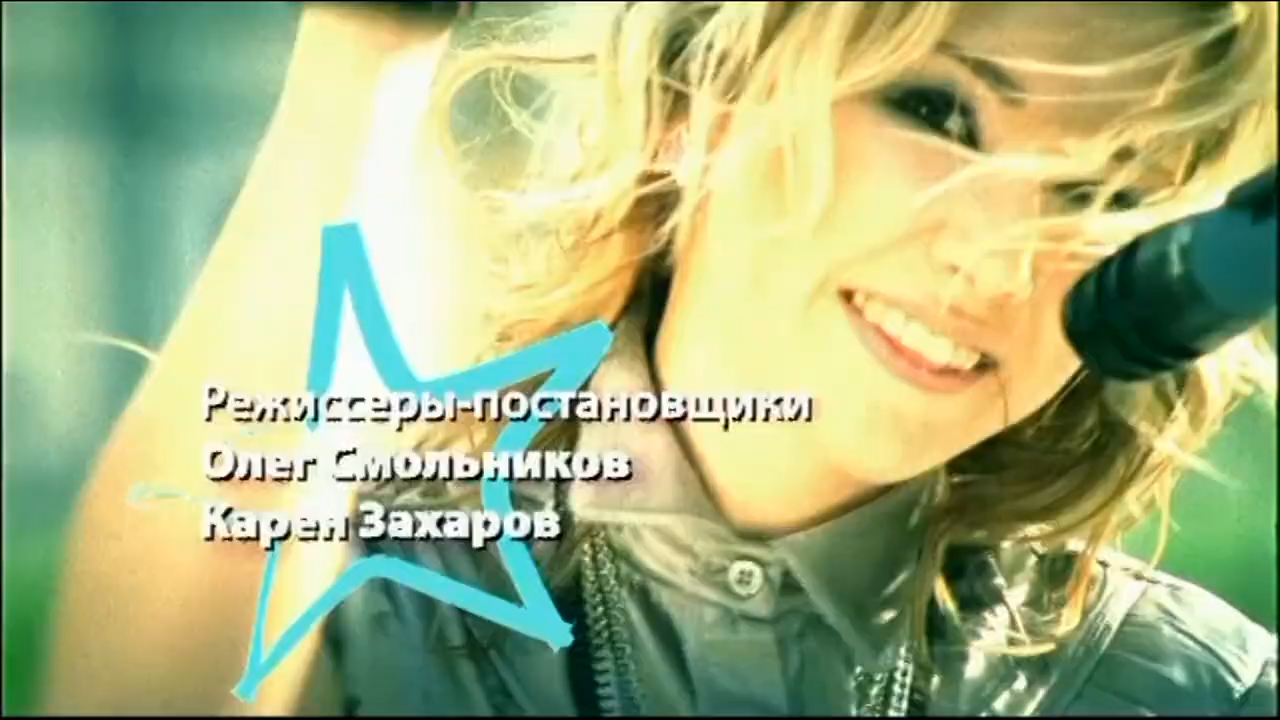 Режиссеры-постановщики
Олег Смольников
Карен Захаров